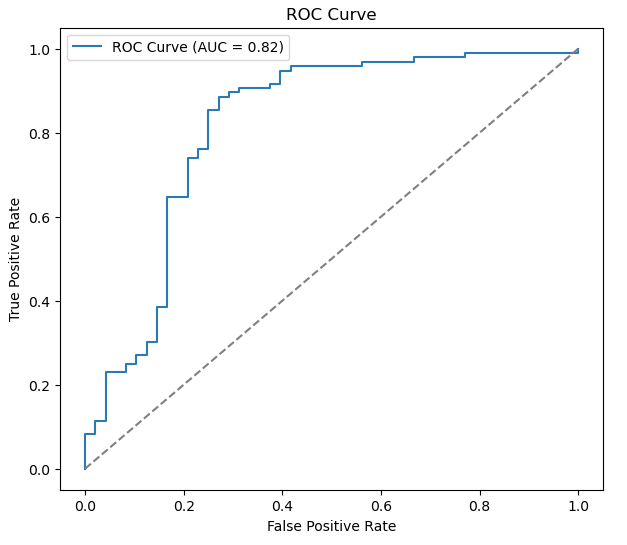 ROC Curve
ROC Curve (AUC = 0.82)
1.0
0.8
0.6
0.4
0.2
0.0
True Positive Rate
0.0 0.2 0.4 0.6 0.8 1.0
False Positive Rate